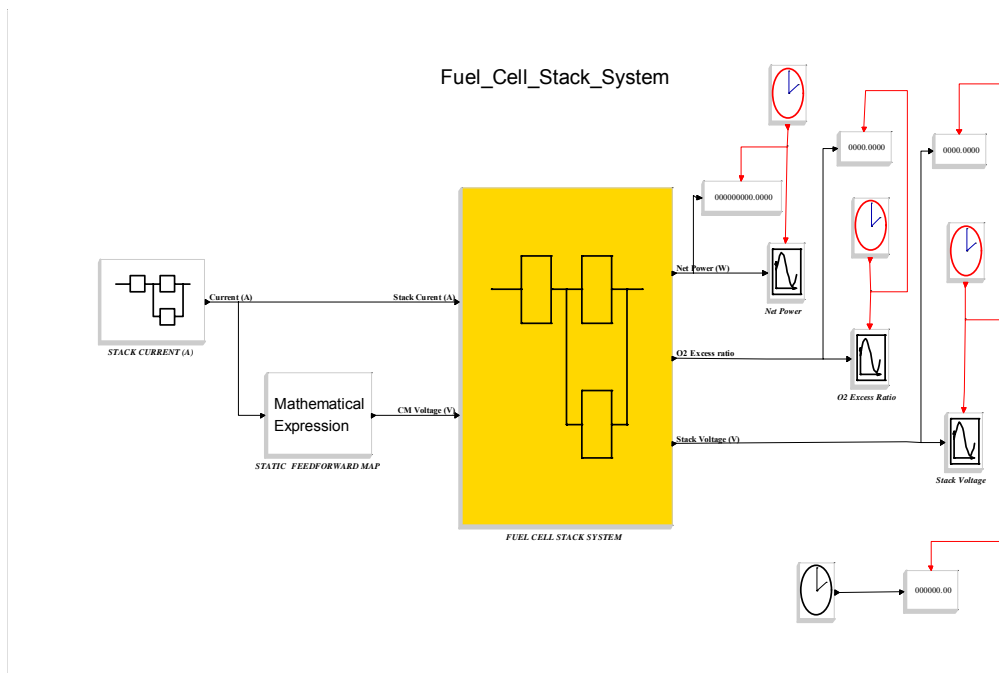 Fuel_Cell_Stack_System
0000.0000
0000.0000
000000000.0000
Net Power (W)
Net Power
Current (A)
Stack Curent (A)
STACK CURRENT (A)
O2 Excess ratio
O2 Excess Ratio
Mathematical
Expression
CM Voltage (V)
STATIC FEEDFORWARD MAP
Stack Voltage (V)
Stack Voltage
FUEL CELL STACK SYSTEM
000000.00